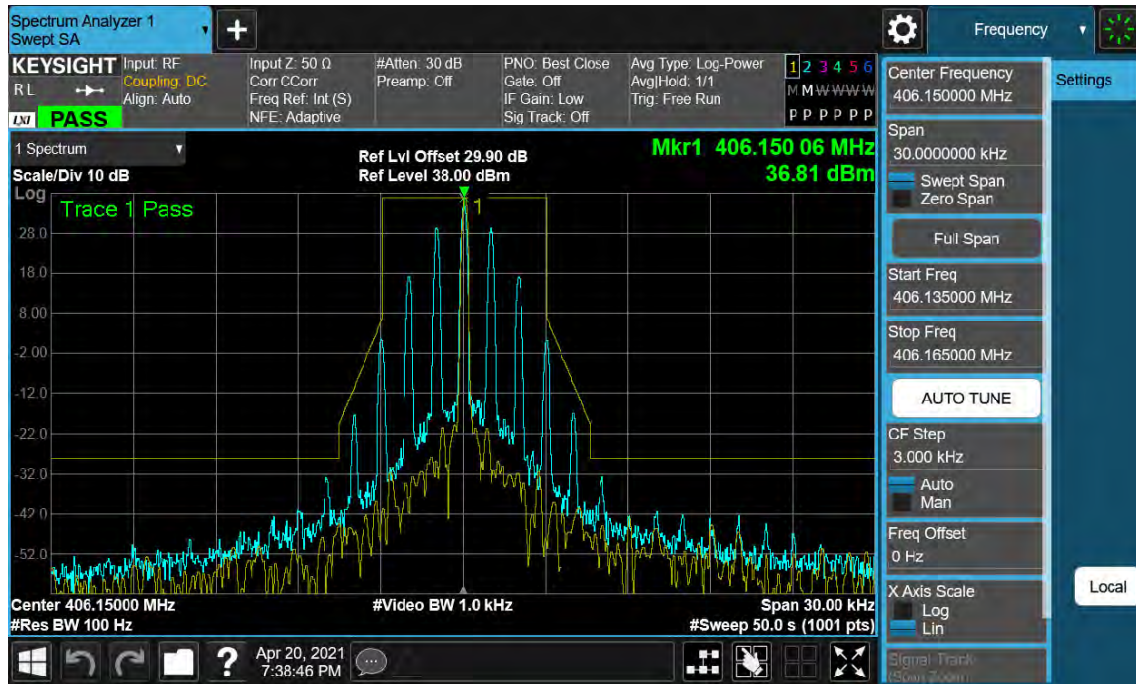 Spectrum Analyzer 1
Swept SA
Frequency
KEYSIGHT
R L
LXI PASS
Input: RF
Coupling: DC
Align: Auto
Input Z: 50 Ω
Corr CCorr
Freq Ref: Int (S)
NFE: Adaptive
#Atten: 30 dB
Preamp: Off
PNO: Best Close
Gate: Off
IF Gain: Low
Sig Track: Off
Avg Type: Log-Power
Avg|Hold: 1/1
Trig: Free Run
1 2 3 4 5 6
M M W W W W
P P P P P P
1 Spectrum
Scale/Div 10 dB
Log
Ref Lvl Offset 29.90 dB
Ref Level 38.00 dBm
Mkr1 406.150 06 MHz
36.81 dBm
Trace 1 Pass
1
28.0
18.0
8.00
-2.00
-12.0
-22.0
-32.0
-42.0
-52.0
Center 406.15000 MHz
#Res BW 100 Hz
#Video BW 1.0 kHz
Span 30.00 kHz
#Sweep 50.0 s (1001 pts)
Apr 20, 2021
7:38:46 PM
Center Frequency
406.150000 MHz
Settings
Span
30.0000000 kHz
Swept Span
Zero Span
Full Span
Start Freq
406.135000 MHz
Stop Freq
406.165000 MHz
AUTO TUNE
CF Step
3.000 kHz
Auto
Man
Freq Offset
0 Hz
X Axis Scale
Log
Lin
Local
Signal Track
(Span Zoom)